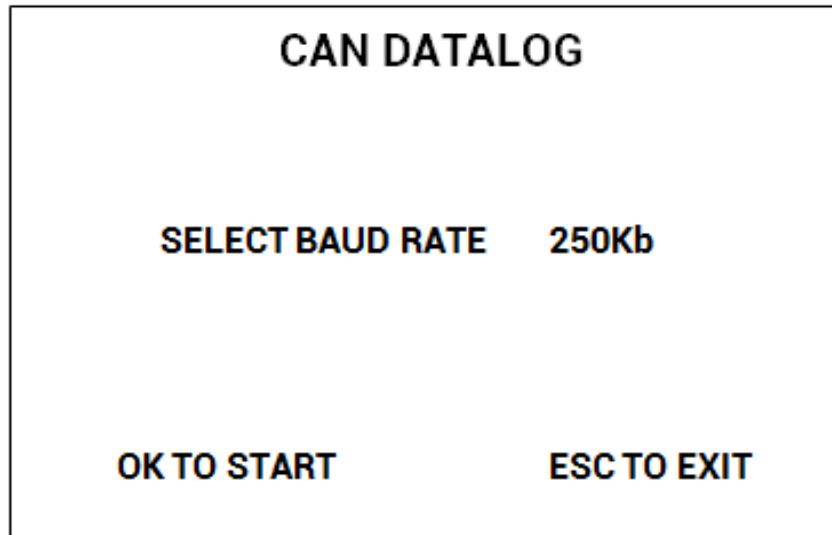 CAN DATALOG
SELECT BAUD RATE 250Kb
OK TO START ESC TO EXIT